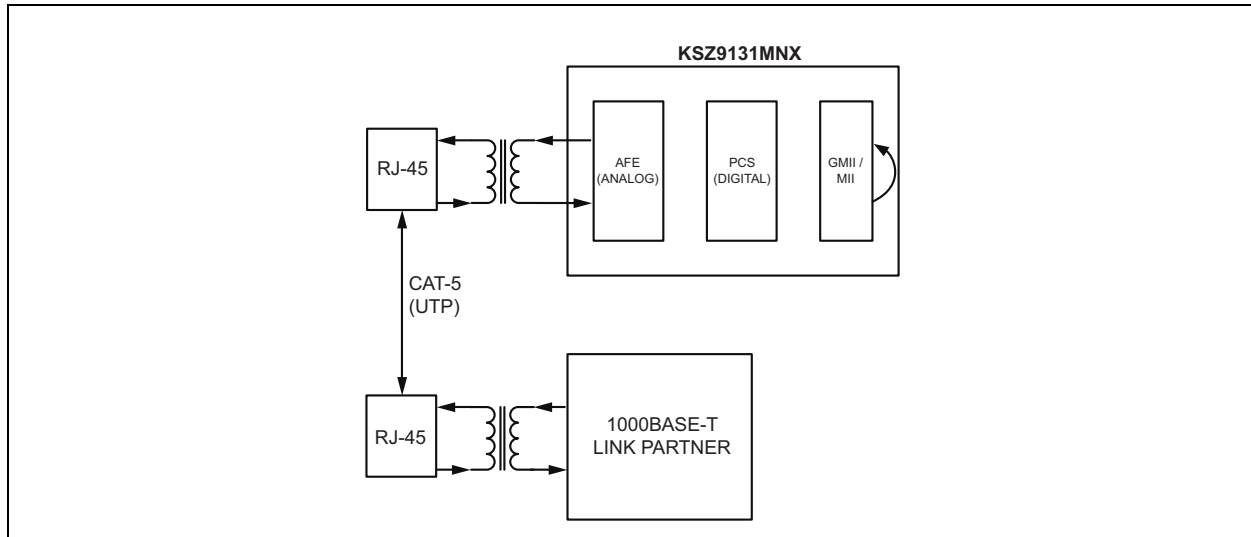 KSZ9131MNX
RJ-45
AFE
(ANALOG)
PCS
(DIGITAL)
GMII /
MII
CAT-5
(UTP)
RJ-45
1000BASE-T
LINK PARTNER